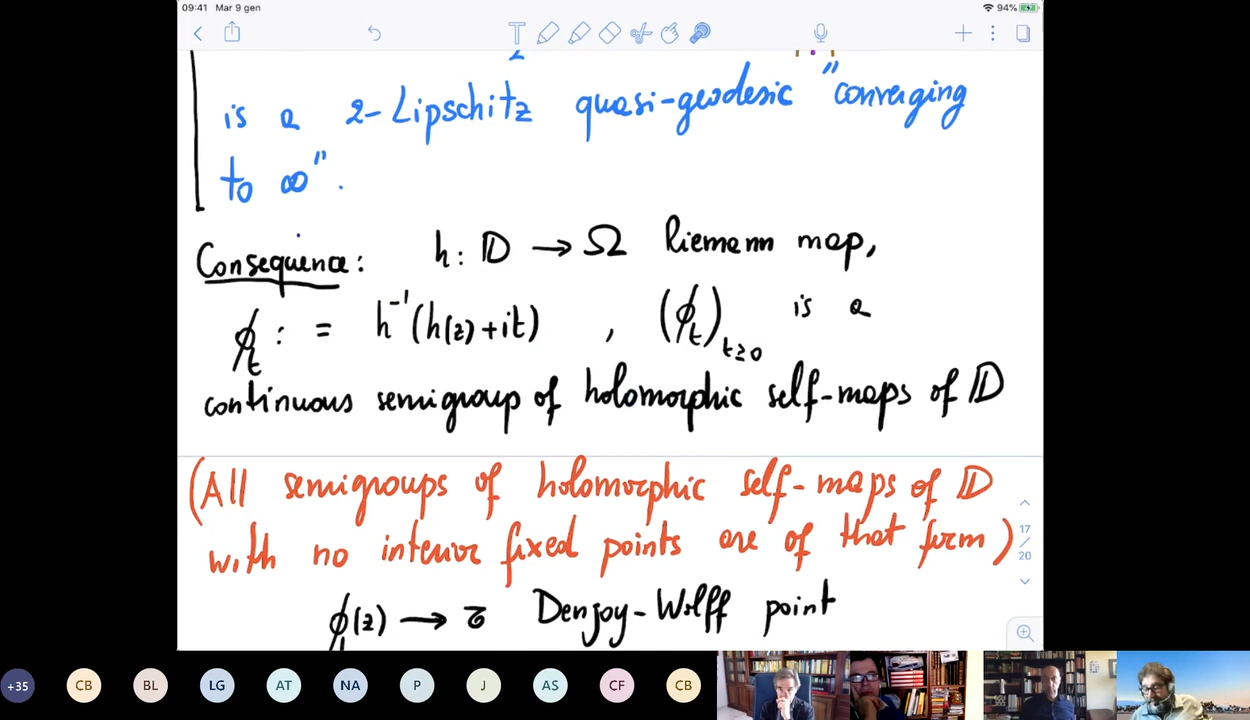 09:41 Mar 9 gen
94%
is a 2-Lipschitz quasi-geodesic "converging
to ∞".
Consequence: h: 𝔻 → Ω Riemann map,
ϕ_t := h⁻¹(h(z)+it) , (ϕ_t)_{t≥0} is a
continuous semigroup of holomorphic self-maps of 𝔻
(All semigroups of holomorphic self-maps of 𝔻
with no interior fixed points are of that form)
17
/
20
ϕ_t(z) → τ Denjoy-Wolff point
+35 CB BL LG AT NA P J AS CF CB